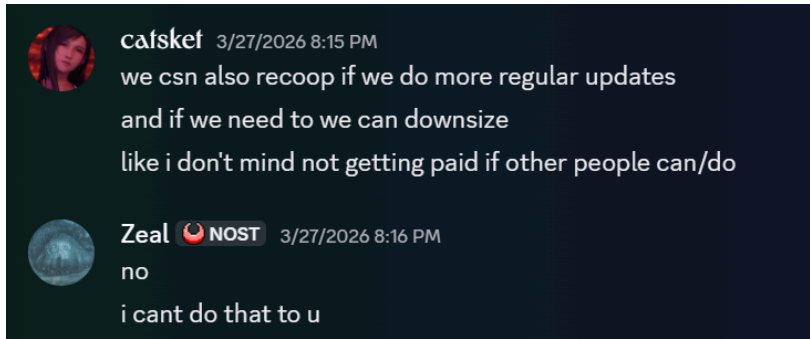 catsket 3/27/2026 8:15 PM
we csn also recoop if we do more regular updates
and if we need to we can downsize
like i don't mind not getting paid if other people can/do
Zeal NOST 3/27/2026 8:16 PM
no
i cant do that to u